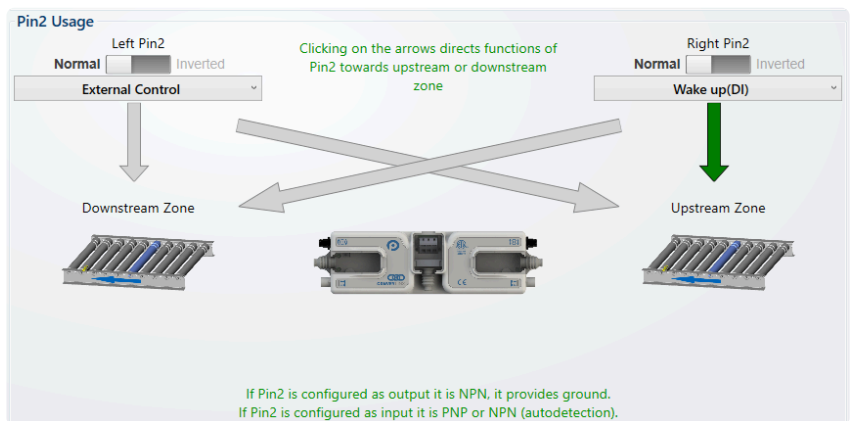 Pin2 Usage
Left Pin2
Normal Inverted
External Control
Clicking on the arrows directs functions of
Pin2 towards upstream or downstream
zone
Right Pin2
Normal Inverted
Wake up(DI)
Downstream Zone
Upstream Zone
If Pin2 is configured as output it is NPN, it provides ground.
If Pin2 is configured as input it is PNP or NPN (autodetection).